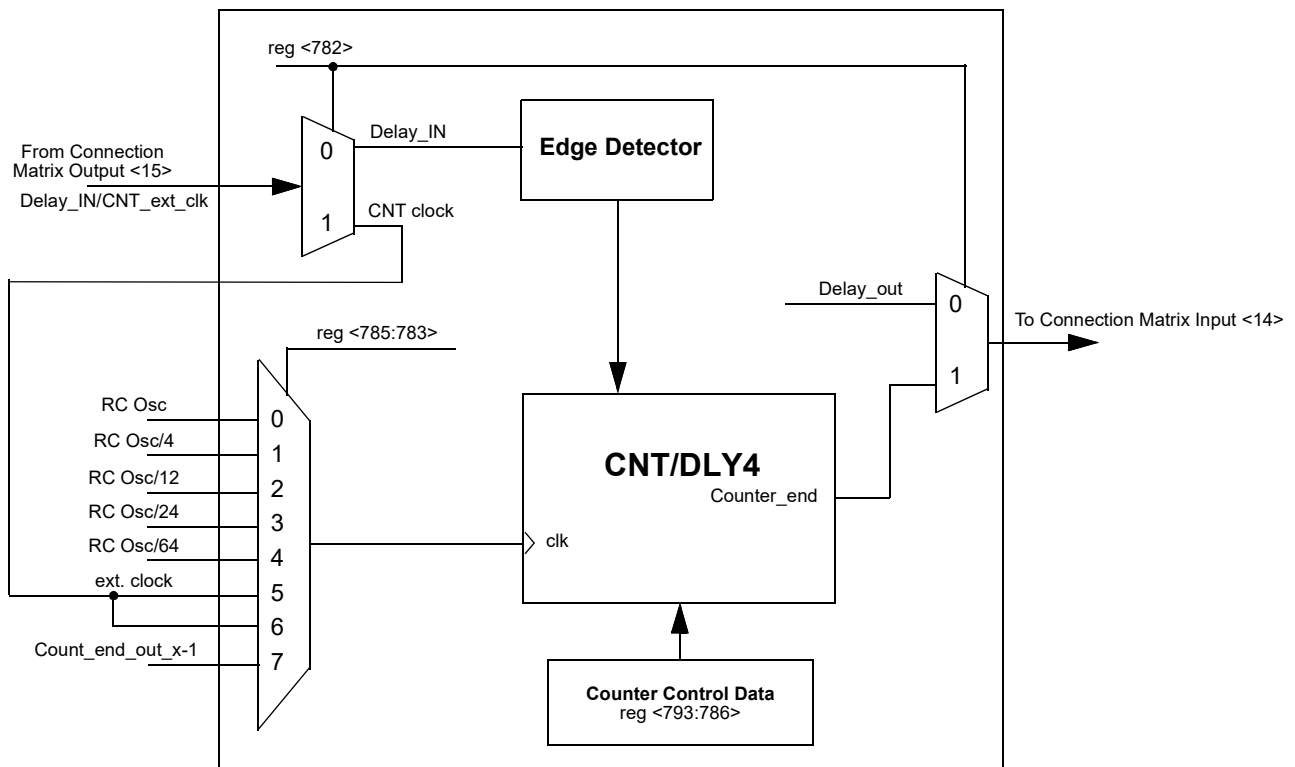 reg <782>
0
Delay_IN
Edge Detector
From Connection
Matrix Output <15>
Delay_IN/CNT_ext_clk
1
CNT clock
Delay_out
0
To Connection Matrix Input <14>
1
reg <785:783>
RC Osc
0
RC Osc/4
1
RC Osc/12
2
RC Osc/24
3
RC Osc/64
4
ext. clock
5
6
Count_end_out_x-1
7
CNT/DLY4
Counter_end
clk
Counter Control Data
reg <793:786>